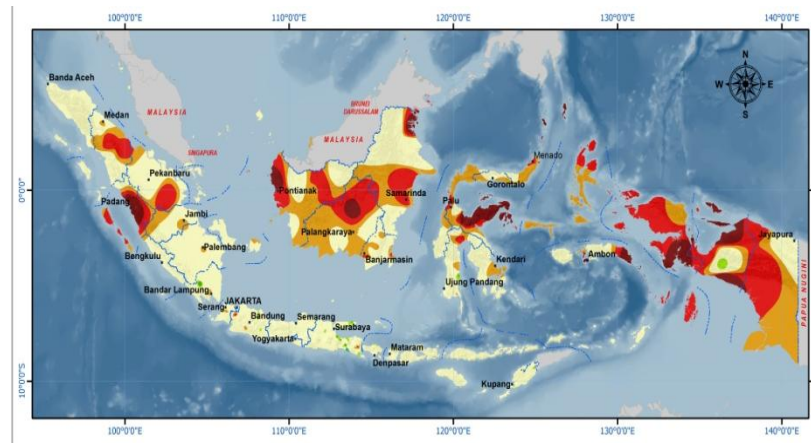 100°0'0"E 110°0'0"E 120°0'0"E 130°0'0"E 140°0'0"E
N
W E
S
Banda Aceh
Medan
MALAYSIA
BRUNEI
DARUSSALAM
MALAYSIA
SINGAPURA
Menado
Pekanbaru
Gorontalo
0°0'0"
Pontianak
Samarinda
Padang
Palu
Jambi
Palangkaraya
Jayapura
Palembang
Bengkulu
Banjarmasin
Kendari
Ambon
Ujung Pandang
Bandar Lampung
Serang
JAKARTA
Bandung
Semarang
Surabaya
Yogyakarta
Mataram
Denpasar
Kupang
PAPUA NUGINI
10°0'0"S
100°0'0"E 110°0'0"E 120°0'0"E 130°0'0"E 140°0'0"E